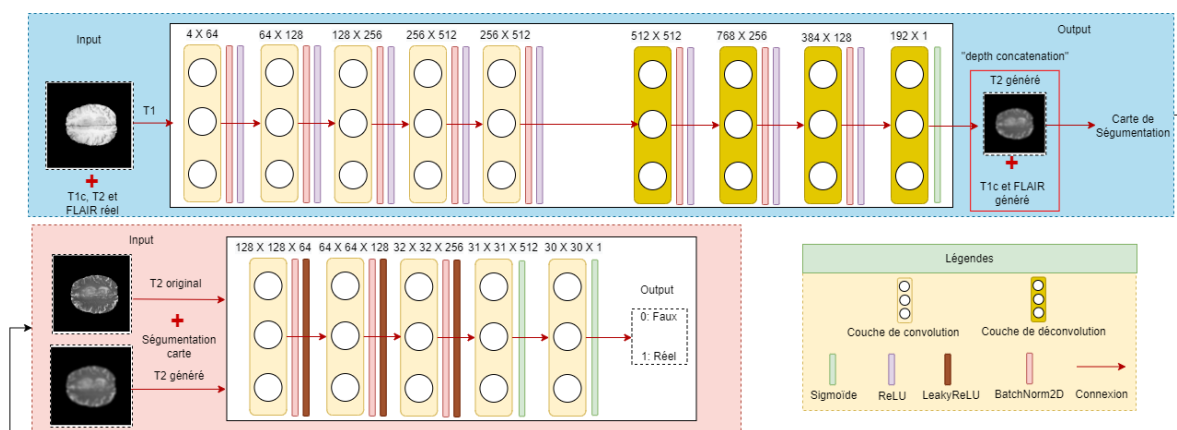 Input
4 X 64
64 X 128
128 X 256
256 X 512
256 X 512
512 X 512
768 X 256
384 X 128
192 X 1
Output
"depth concatenation"
T2 généré
T1
Carte de
Ségumentation
T1c, T2 et
FLAIR réel
T1c et FLAIR
généré
Input
128 X 128 X 64
64 X 64 X 128
32 X 32 X 256
31 X 31 X 512
30 X 30 X 1
T2 original
Ségumentation
carte
T2 généré
Output
0: Faux
1: Réel
Lègendes
Couche de convolution
Couche de déconvolution
Sigmoïde
ReLU
LeakyReLU
BatchNorm2D
Connexion